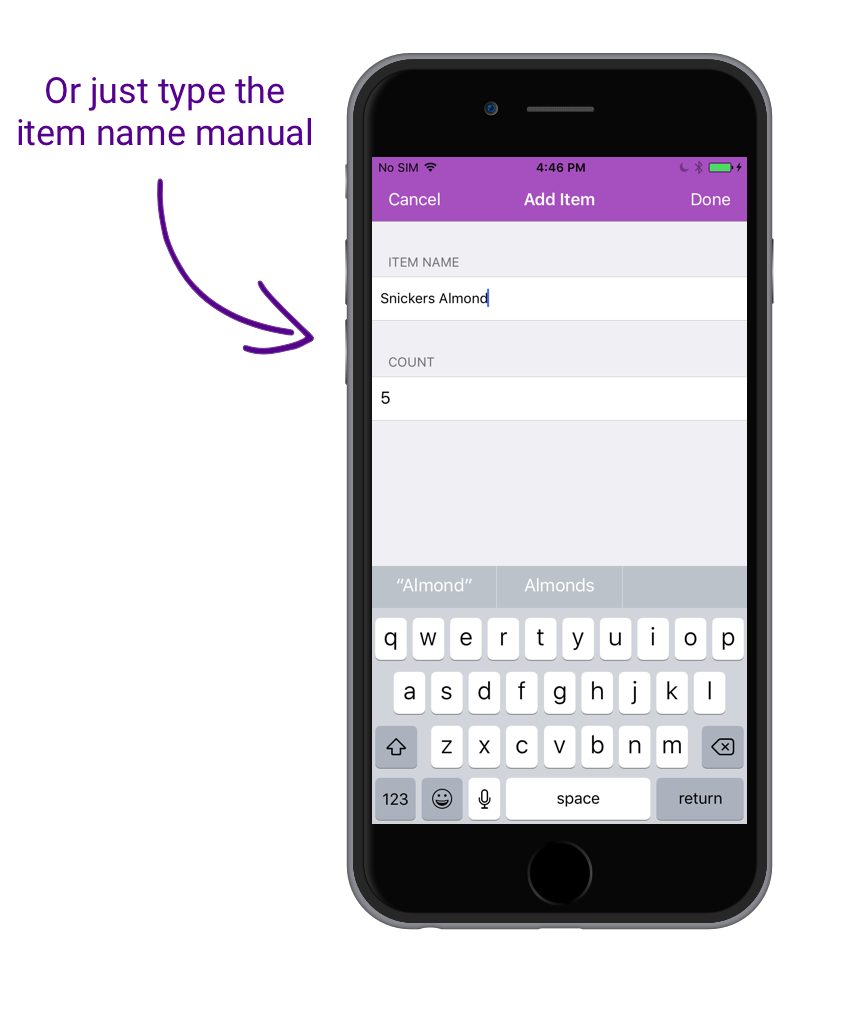 Or just type the
item name manual
No SIM 4:46 PM
Cancel Add Item Done
ITEM NAME
Snickers Almond
COUNT
5
“Almond” Almonds
q w e r t y u i o p
a s d f g h j k l
z x c v b n m
123 space return